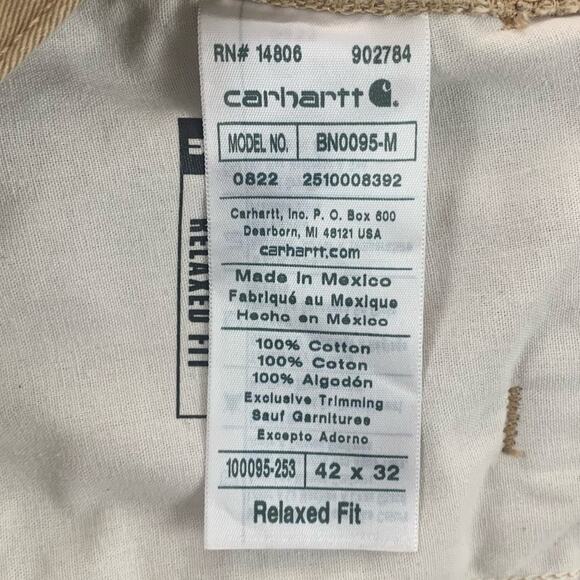 RN# 14806 902784
carhartt
MODEL NO. BN0095-M
0822 2510008392
Carhartt, Inc. P. O. Box 600
Dearborn, MI 48121 USA
carhartt.com
Made in Mexico
Fabriqué au Mexique
Hecho en México
100% Cotton
100% Coton
100% Algodón
Exclusive Trimming
Sauf Garnitures
Excepto Adorno
100095-253 42 x 32
Relaxed Fit
RELAXED FIT